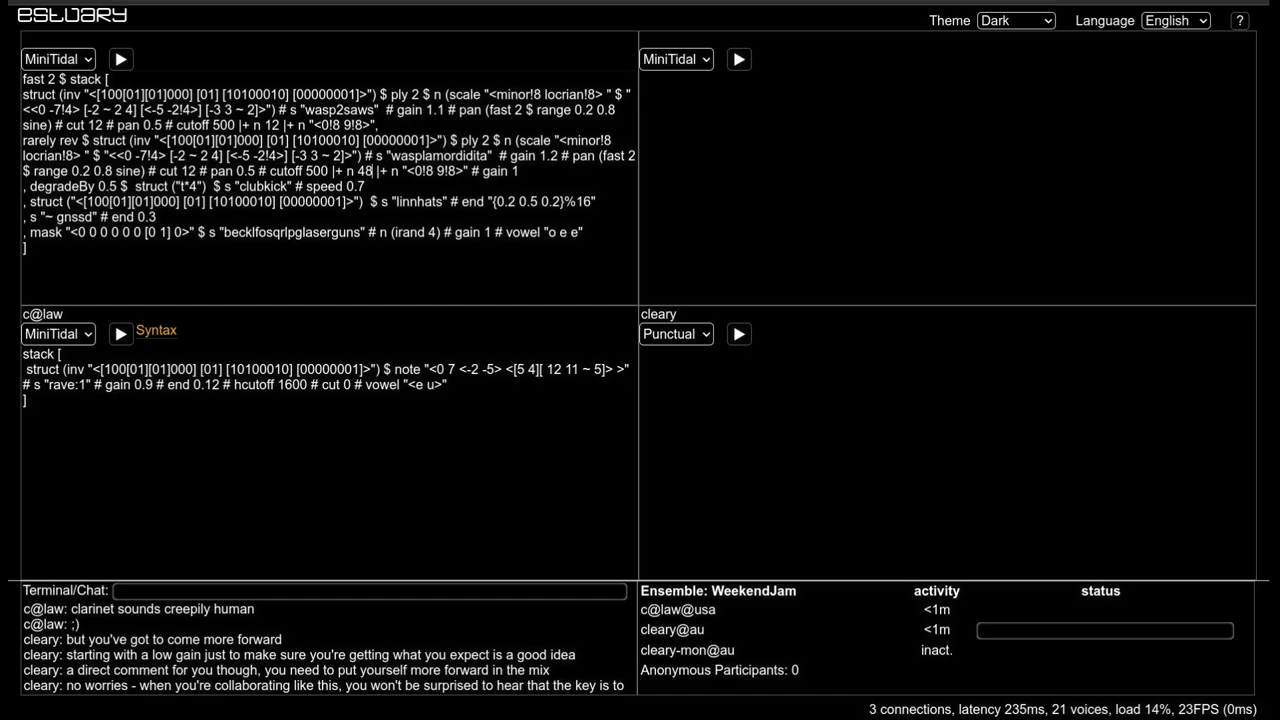 estuary
Theme Dark Language English ?
MiniTidal
fast 2 $ stack [
struct (inv "<[100[01][01]000] [01] [10100010] [00000001]>") $ ply 2 $ n (scale "<minor!8 locrian!8> " $ "
<<0 -7!4> [-2 ~ 2 4] [<-5 -2!4>] [-3 3 ~ 2]>") # s "wasp2saws"  # gain 1.1 # pan (fast 2 $ range 0.2 0.8
sine) # cut 12 # pan 0.5 # cutoff 500 |+ n 12 |+ n "<0!8 9!8>",
rarely rev $ struct (inv "<[100[01][01]000] [01] [10100010] [00000001]>") $ ply 2 $ n (scale "<minor!8
locrian!8> " $ "<<0 -7!4> [-2 ~ 2 4] [<-5 -2!4>] [-3 3 ~ 2]>") # s "wasplamordidita"  # gain 1.2 # pan (fast 2
$ range 0.2 0.8 sine) # cut 12 # pan 0.5 # cutoff 500 |+ n 48 |+ n "<0!8 9!8>" # gain 1
, degradeBy 0.5 $  struct ("t*4")  $ s "clubkick" # speed 0.7
, struct ("<[100[01][01]000] [01] [10100010] [00000001]>")  $ s "linnhats" # end "{0.2 0.5 0.2}%16"
, s "~ gnssd" # end 0.3
, mask "<0 0 0 0 0 0 [0 1] 0>" $ s "becklfosqrlpglaserguns" # n (irand 4) # gain 1 # vowel "o e e"
]
MiniTidal
c@law
MiniTidal Syntax
stack [
struct (inv "<[100[01][01]000] [01] [10100010] [00000001]>") $ note "<0 7 <-2 -5> <[5 4][ 12 11 ~ 5]> >"
# s "rave:1" # gain 0.9 # end 0.12 # hcutoff 1600 # cut 0 # vowel "<e u>"
]
cleary
Punctual
Terminal/Chat:
c@law: clarinet sounds creepily human
c@law: ;)
cleary: but you've got to come more forward
cleary: starting with a low gain just to make sure you're getting what you expect is a good idea
cleary: a direct comment for you though, you need to put yourself more forward in the mix
cleary: no worries - when you're collaborating like this, you won't be surprised to hear that the key is to
Ensemble: WeekendJam activity status
c@law@usa <1m
cleary@au <1m
cleary-mon@au inact.
Anonymous Participants: 0
3 connections, latency 235ms, 21 voices, load 14%, 23FPS (0ms)